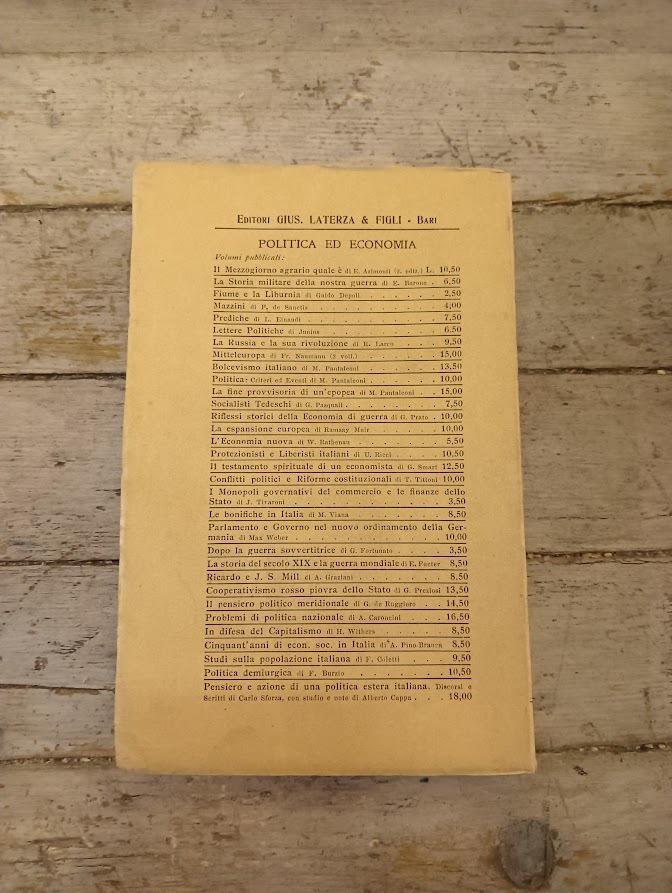 Editori GIUS. LATERZA & FIGLI - Bari
POLITICA ED ECONOMIA
Volumi pubblicati:
Il Mezzogiorno agrario quale è di E. Azimonti (2. ediz.) L. 10,50
La Storia militare della nostra guerra di E. Barone . 6,50
Fiume e la Liburnia di Guido Depoli . . . . . . 2,50
Mazzini di F. de Sanctis . . . . . . . . . . 4,00
Prediche di L. Einaudi . . . . . . . . . . 7,50
Lettere Politiche di Junius . . . . . . . . . 6,50
La Russia e la sua rivoluzione di R. Larco . . . 9,50
Mitteleuropa di Fr. Naumann (2 voll.) . . . . . 15,00
Bolcevismo italiano di M. Pantaleoni . . . . . 13,50
Politica: Criteri ed Eventi di M. Pantaleoni . . . . 10,00
La fine provvisoria di un'epopea di M. Pantaleoni . . 15,00
Socialisti Tedeschi di G. Pasquali . . . . . . . 7,50
Riflessi storici della Economia di guerra di G. Prato . 10,00
La espansione europea di Ramsay Muir . . . . . 10,00
L'Economia nuova di W. Rathenau . . . . . . 5,50
Protezionisti e Liberisti italiani di U. Ricci . . . 10,50
Il testamento spirituale di un economista di G. Smart 12,50
Conflitti politici e Riforme costituzionali di T. Tittoni 10,00
I Monopoli governativi del commercio e le finanze dello
Stato di J. Tivaroni . . . . . . . . . . . 3,50
Le bonifiche in Italia di M. Viana . . . . . . 8,50
Parlamento e Governo nel nuovo ordinamento della Ger-
mania di Max Weber . . . . . . . . . . . 10,00
Dopo la guerra sovvertitrice di G. Fortunato . . . . 3,50
La storia del secolo XIX e la guerra mondiale di E. Fueter 8,50
Ricardo e J. S. Mill di A. Graziani . . . . . . 8,50
Cooperativismo rosso piovra dello Stato di G. Preziosi 13,50
Il pensiero politico meridionale di G. de Ruggiero . . 14,50
Problemi di politica nazionale di A. Caroncini . . . 16,50
In difesa del Capitalismo di H. Withers . . . . 8,50
Cinquant'anni di econ. soc. in Italia di A. Pino-Branca 8,50
Studi sulla popolazione italiana di F. Coletti . . . 9,50
Politica demiurgica di F. Burzio . . . . . . . 10,50
Pensiero e azione di una politica estera italiana. Discorsi e
Scritti di Carlo Sforza, con studio e note di Alberto Cappa . . . 18,00